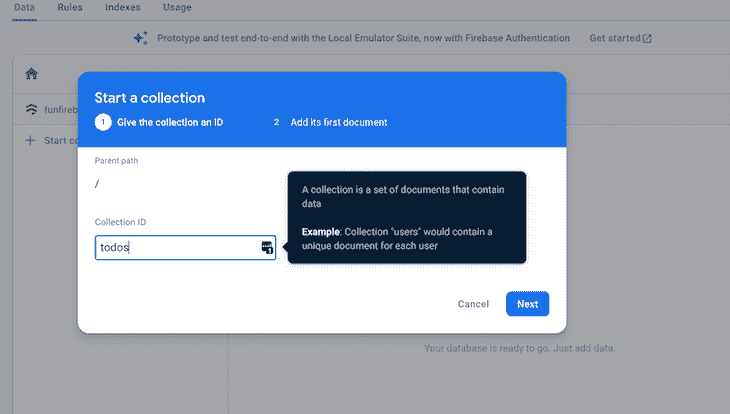 Data Rules Indexes Usage
Prototype and test end-to-end with the Local Emulator Suite, now with Firebase Authentication Get started
Start a collection
1 Give the collection an ID 2 Add its first document
funfireb
Start co
Parent path
/
A collection is a set of documents that contain
data
Example: Collection "users" would contain a
unique document for each user
Collection ID
todos
Cancel Next
Your database is ready to go. Just add data.